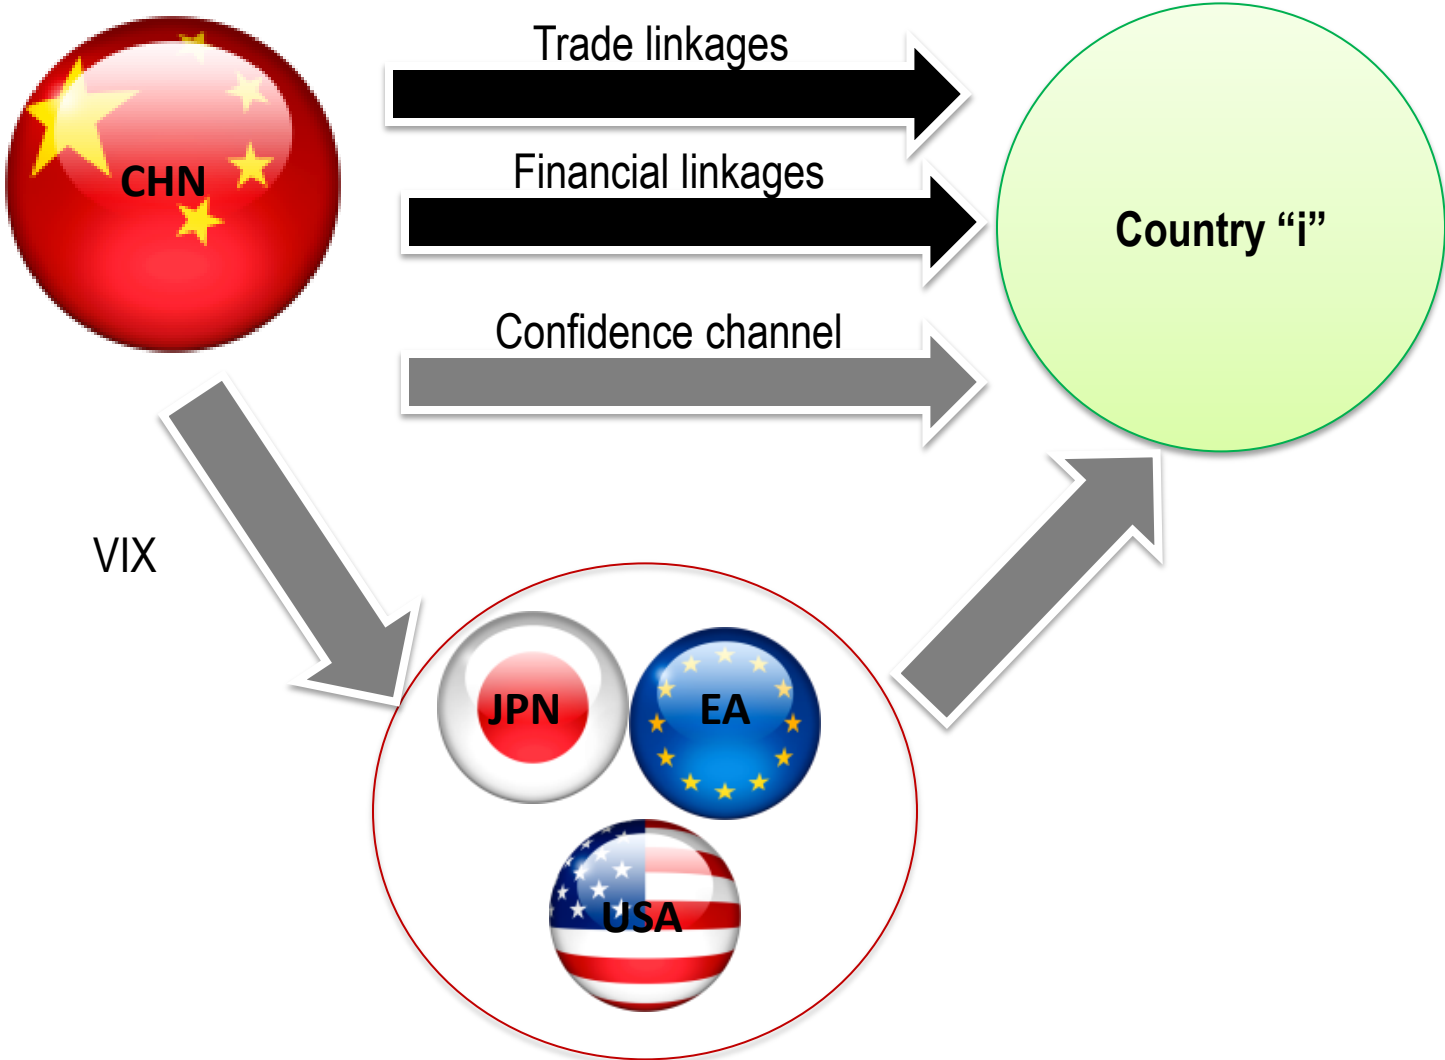 Trade linkages
CHN
Financial linkages
Country “i”
Confidence channel
VIX
JPN
EA
USA